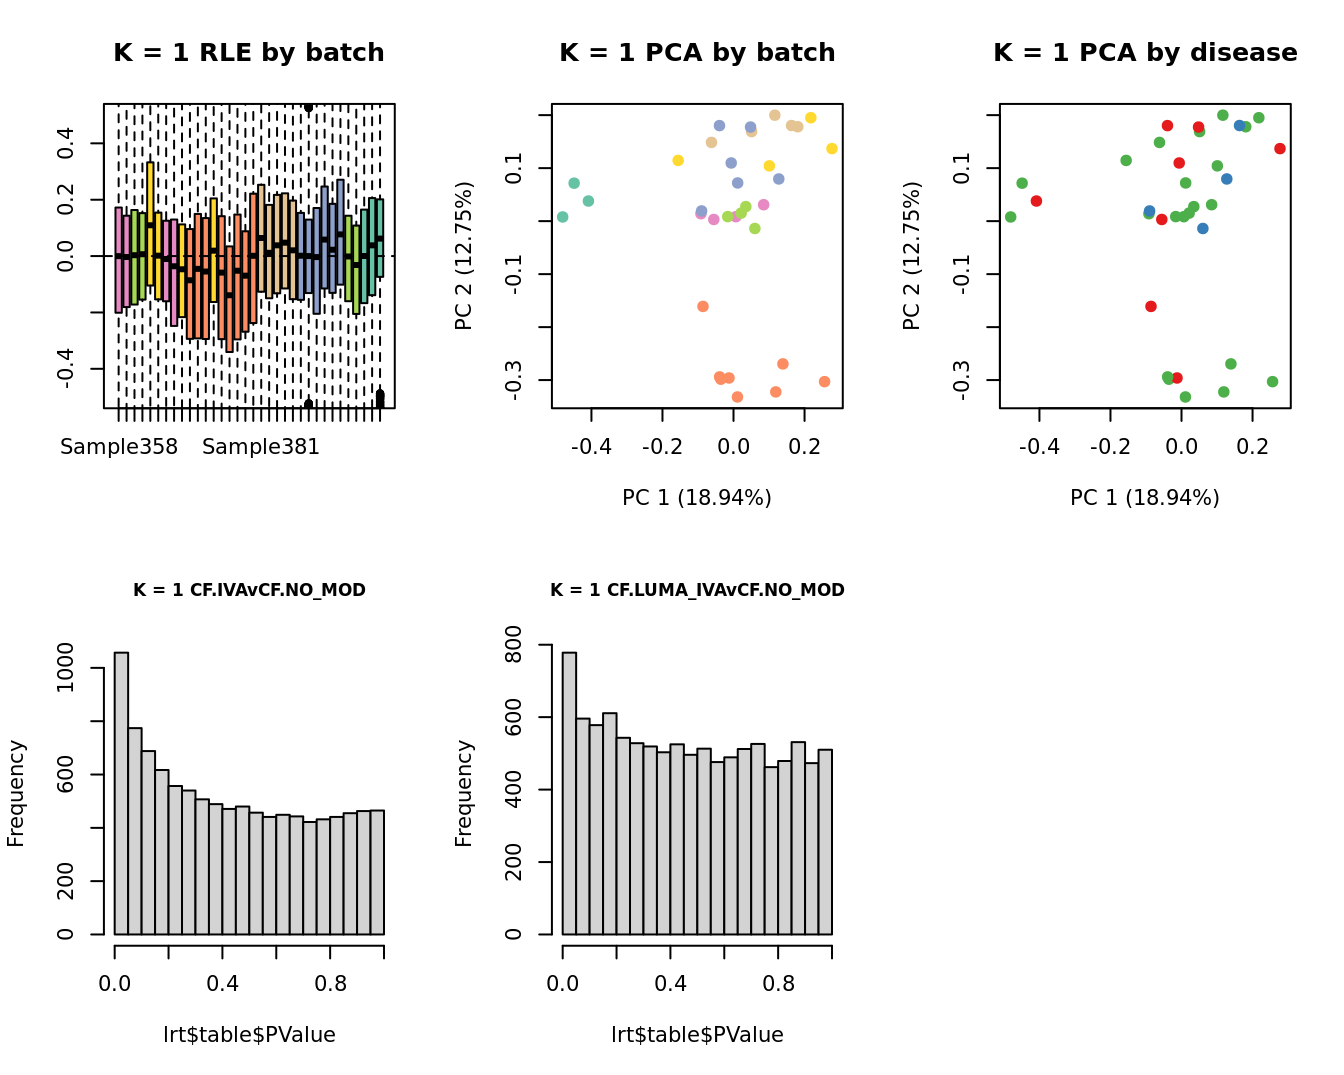 K = 1 RLE by batch
0.4
0.2
0.0
-0.4
Sample358 Sample381
K = 1 PCA by batch
PC 2 (12.75%)
0.1
-0.1
-0.3
-0.4 -0.2 0.0 0.2
PC 1 (18.94%)
K = 1 PCA by disease
PC 2 (12.75%)
0.1
-0.1
-0.3
-0.4 -0.2 0.0 0.2
PC 1 (18.94%)
K = 1 CF.IVAvCF.NO_MOD
Frequency
1000
600
200
0
0.0 0.4 0.8
lrt$table$PValue
K = 1 CF.LUMA_IVAvCF.NO_MOD
Frequency
800
600
400
200
0
0.0 0.4 0.8
lrt$table$PValue